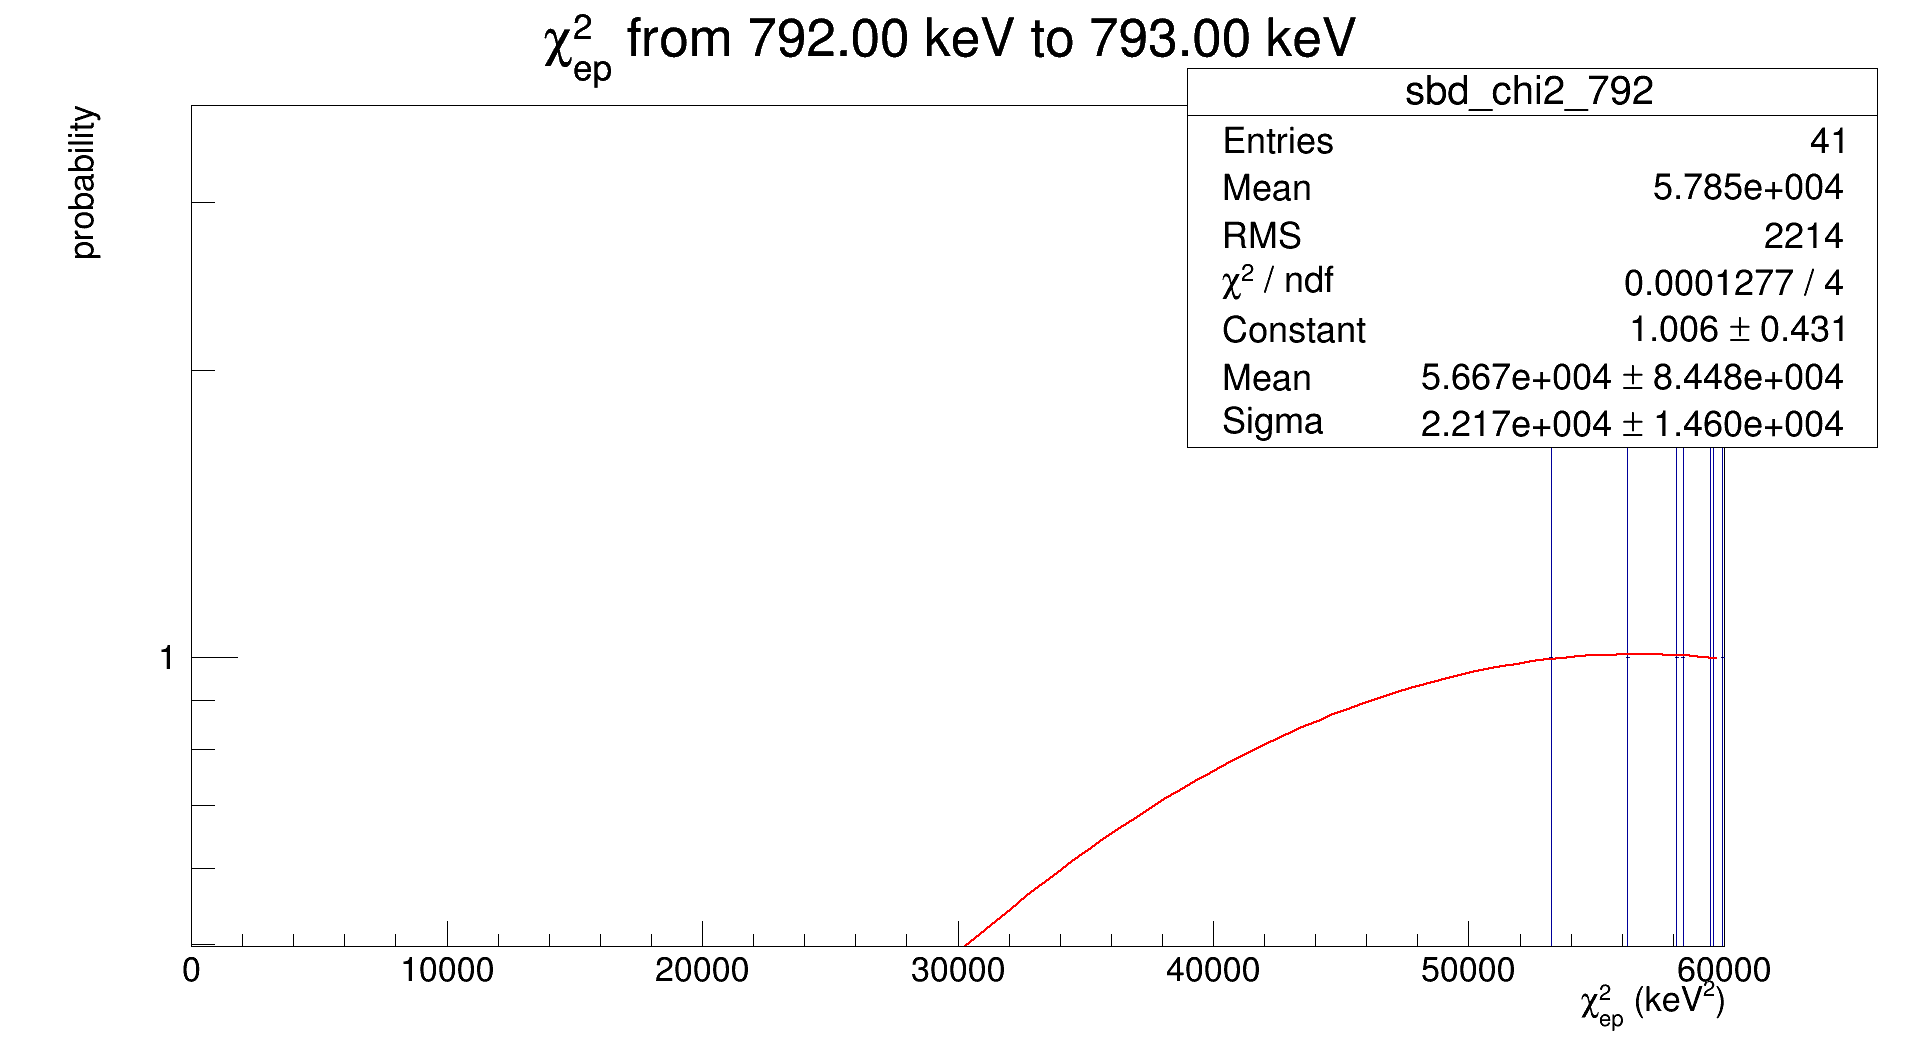 χ²ep from 792.00 keV to 793.00 keV
probability
sbd_chi2_792
Entries 41
Mean 5.785e+004
RMS 2214
χ² / ndf 0.0001277 / 4
Constant 1.006 ± 0.431
Mean 5.667e+004 ± 8.448e+004
Sigma 2.217e+004 ± 1.460e+004
1
0 10000 20000 30000 40000 50000 60000
χ²ep (keV²)